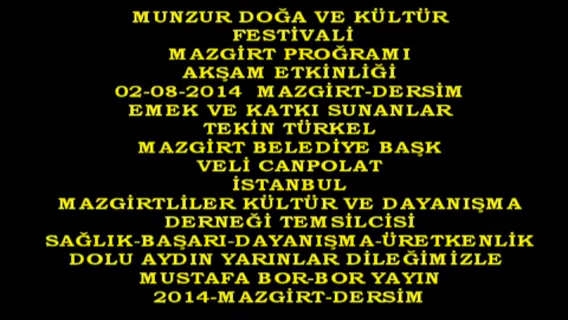 MUNZUR DOĞA VE KÜLTÜR
FESTİVALİ
MAZGİRT PROĞRAMI
AKŞAM ETKİNLİĞİ
02-08-2014 MAZGİRT-DERSİM
EMEK VE KATKI SUNANLAR
TEKİN TÜRKEL
MAZGİRT BELEDİYE BAŞK
VELİ CANPOLAT
İSTANBUL
MAZGİRTLİLER KÜLTÜR VE DAYANIŞMA
DERNEĞİ TEMSİLCİSİ
SAĞLIK-BAŞARI-DAYANIŞMA-ÜRETKENLİK
DOLU AYDIN YARINLAR DİLEĞİMİZLE
MUSTAFA BOR-BOR YAYIN
2014-MAZGİRT-DERSİM